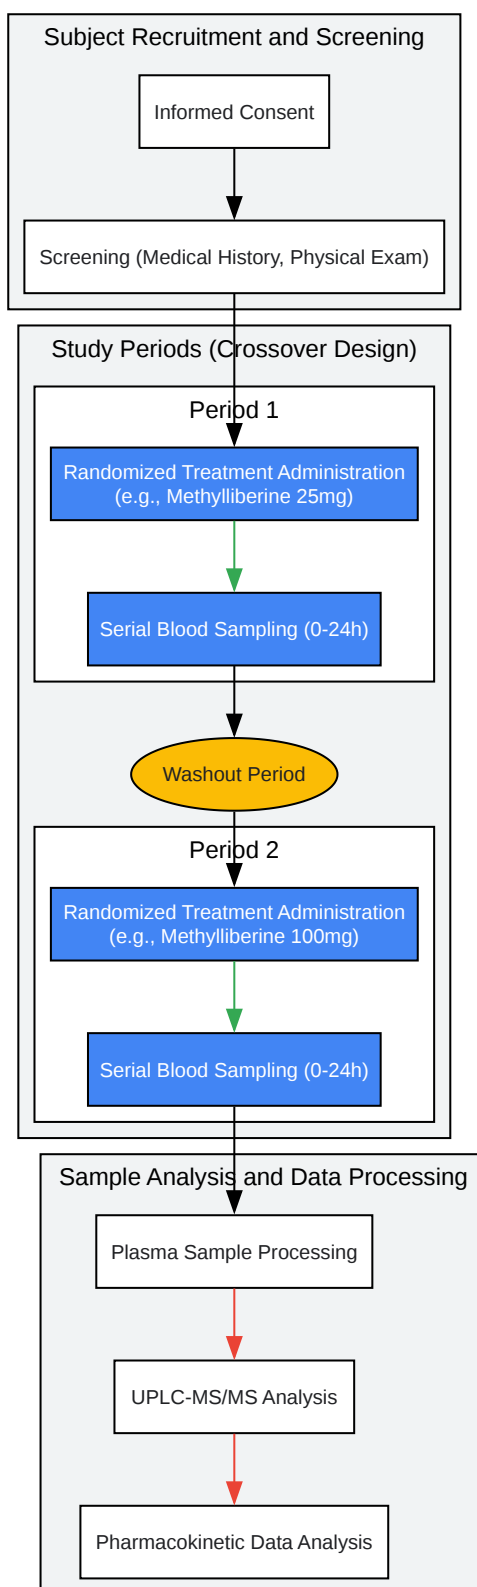 Subject Recruitment and Screening
Informed Consent
Screening (Medical History, Physical Exam)
Study Periods (Crossover Design)
Period 1
Randomized Treatment Administration
(e.g., Methylliberine 25mg)
Serial Blood Sampling (0-24h)
Washout Period
Period 2
Randomized Treatment Administration
(e.g., Methylliberine 100mg)
Serial Blood Sampling (0-24h)
Sample Analysis and Data Processing
Plasma Sample Processing
UPLC-MS/MS Analysis
Pharmacokinetic Data Analysis